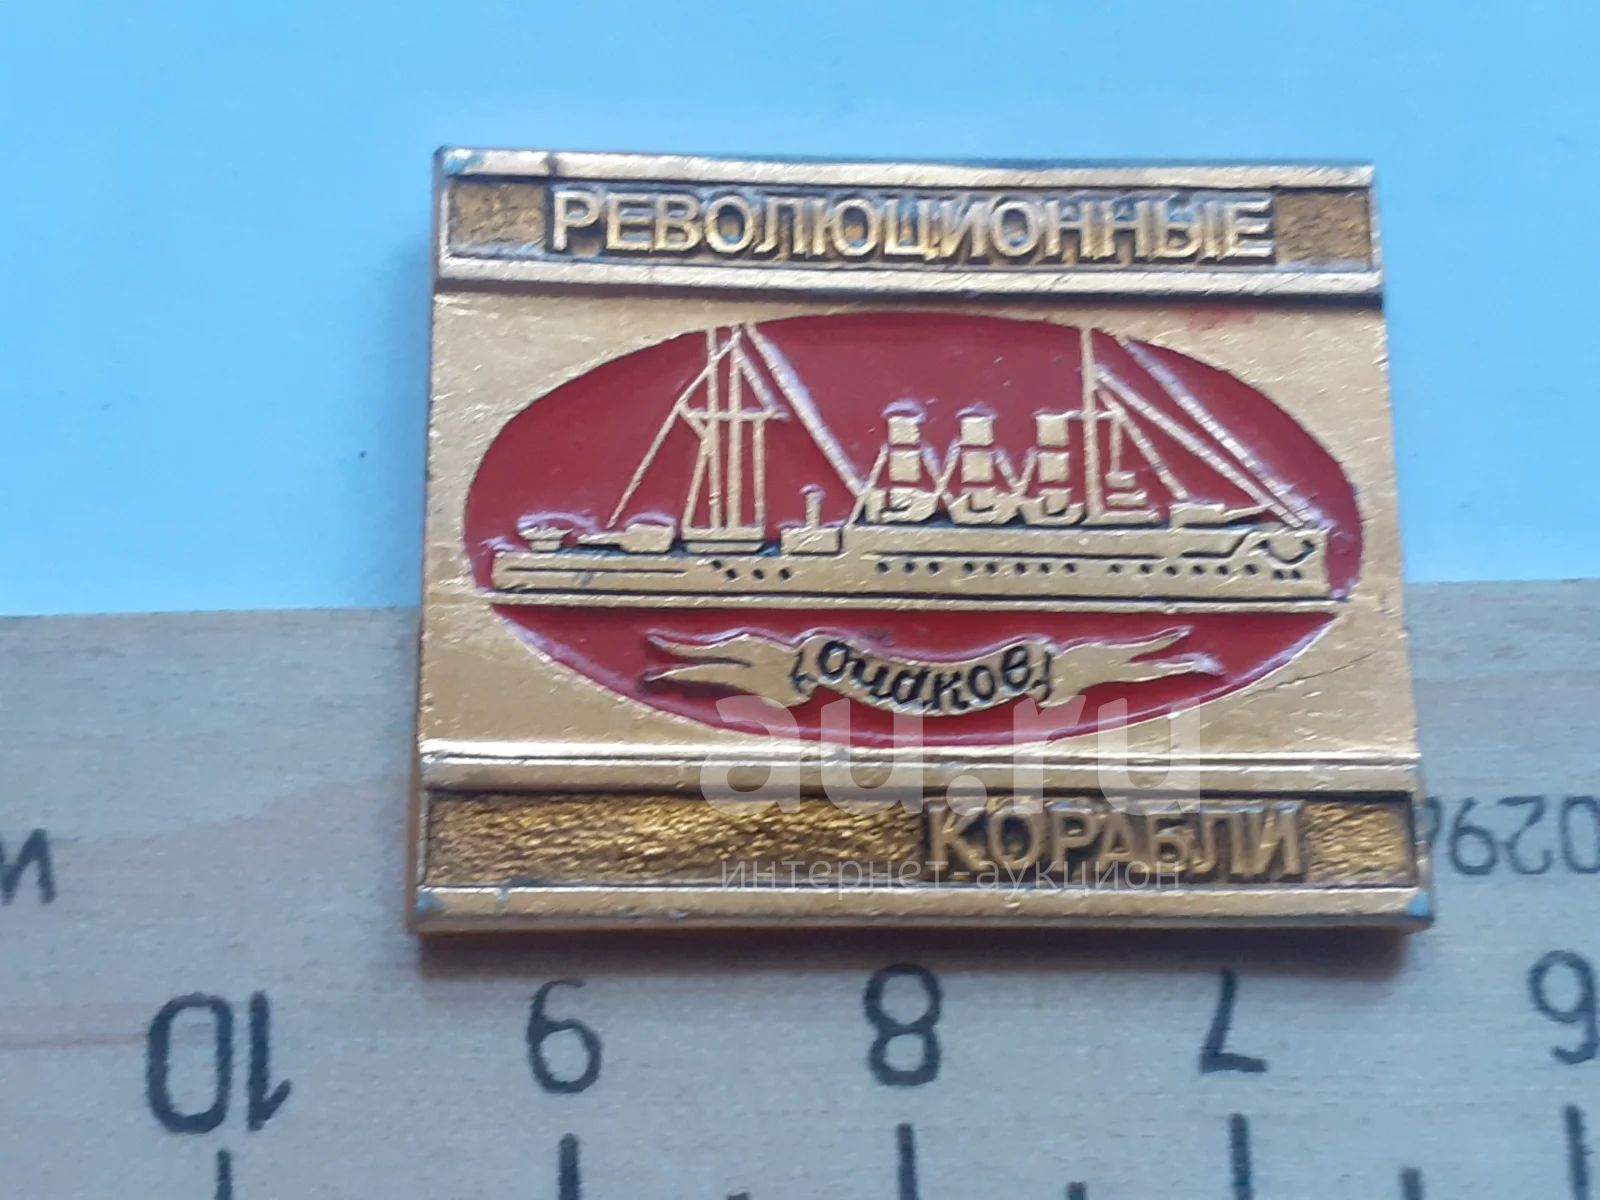 РЕВОЛЮЦИОННЫЕ
Очаков
au.ru
КОРАБЛИ
интернет-аукцион
10 9 8 7 6